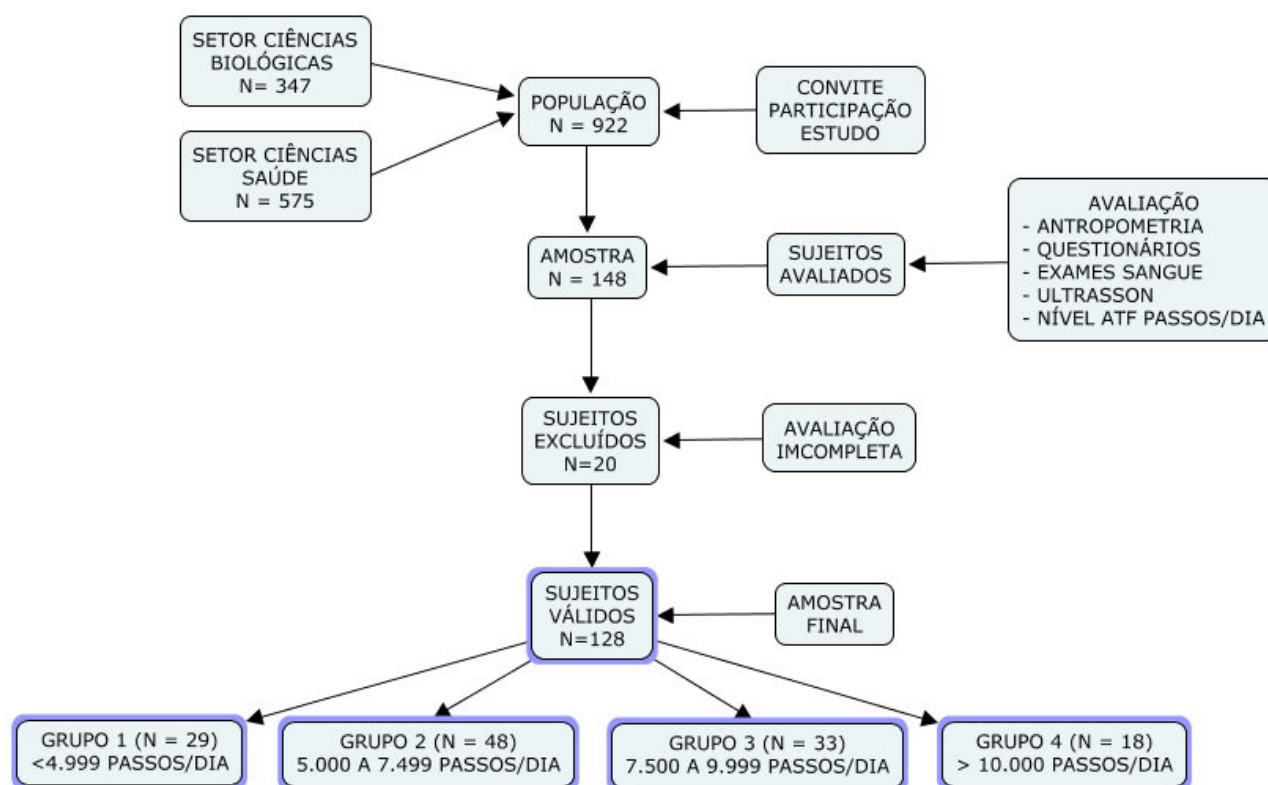 SETOR CIÊNCIAS
BIOLÓGICAS
N= 347
POPULAÇÃO
N = 922
CONVITE
PARTICIPAÇÃO
ESTUDO
SETOR CIÊNCIAS
SAÚDE
N = 575
AVALIAÇÃO
- ANTROPOMETRIA
- QUESTIONÁRIOS
- EXAMES SANGUE
- ULTRASSON
- NÍVEL ATF PASSOS/DIA
AMOSTRA
N = 148
SUJEITOS
AVALIADOS
SUJEITOS
EXCLUÍDOS
N=20
AVALIAÇÃO
IMCOMPLETA
SUJEITOS
VÁLIDOS
N=128
AMOSTRA
FINAL
GRUPO 1 (N = 29)
<4.999 PASSOS/DIA
GRUPO 2 (N = 48)
5.000 A 7.499 PASSOS/DIA
GRUPO 3 (N = 33)
7.500 A 9.999 PASSOS/DIA
GRUPO 4 (N = 18)
> 10.000 PASSOS/DIA